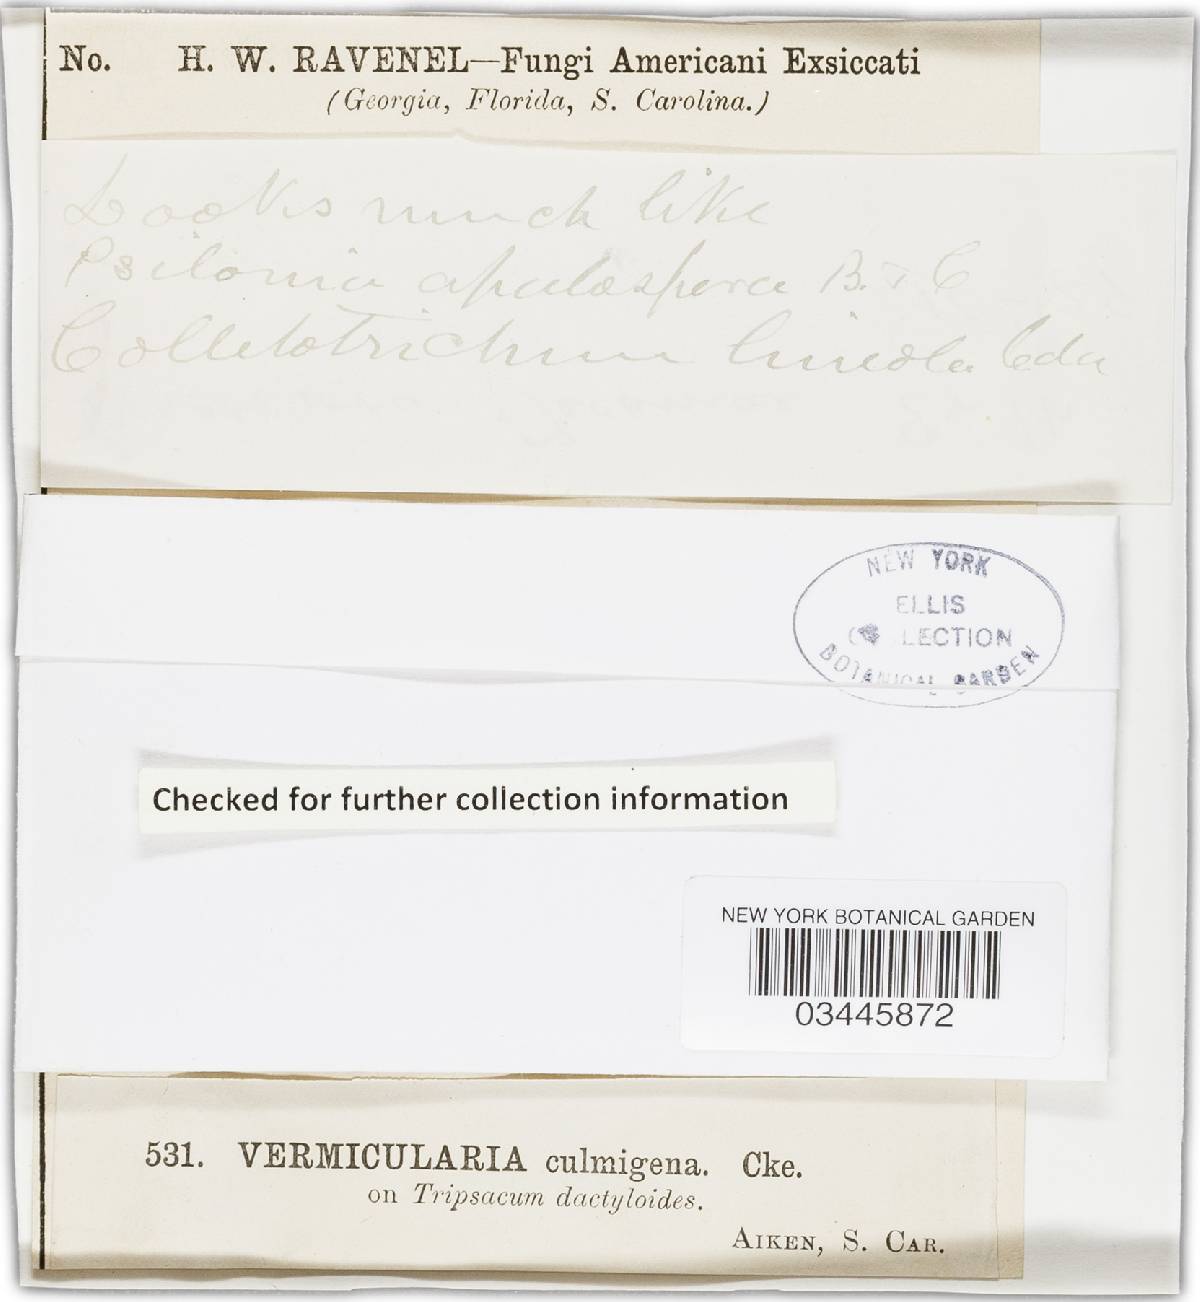 No. H. W. RAVENEL—Fungi Americani Exsiccati
(Georgia, Florida, S. Carolina.)
Looks much like
Psilonia apalospora B. & C
Colletotrichum lineola Cda
NEW YORK
ELLIS
COLLECTION
BOTANICAL GARDEN
Checked for further collection information
NEW YORK BOTANICAL GARDEN
03445872
531. VERMICULARIA culmigena. Cke.
on Tripsacum dactyloides.
AIKEN, S. CAR.